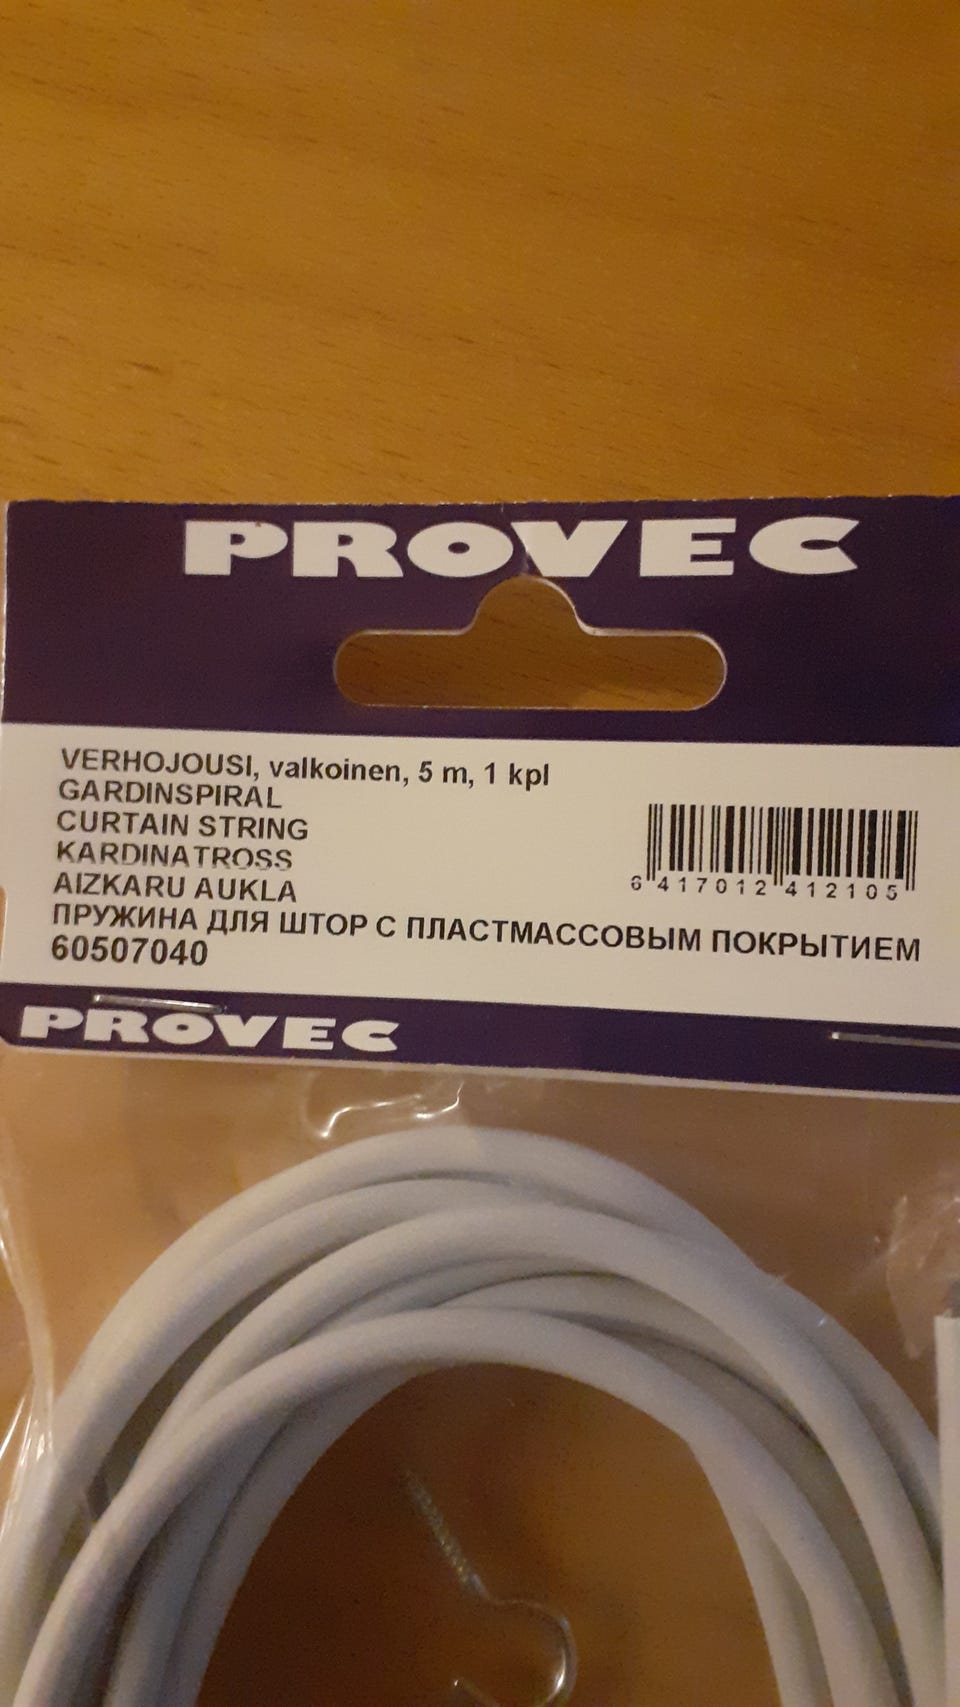 PROVEC
VERHOJOUSI, valkoinen, 5 m, 1 kpl
GARDINSPIRAL
CURTAIN STRING
KARDINATROSS
AIZKARU AUKLA
ПРУЖИНА ДЛЯ ШТОР С ПЛАСТМАССОВЫМ ПОКРЫТИЕМ
60507040
6 417012 412105
PROVEC